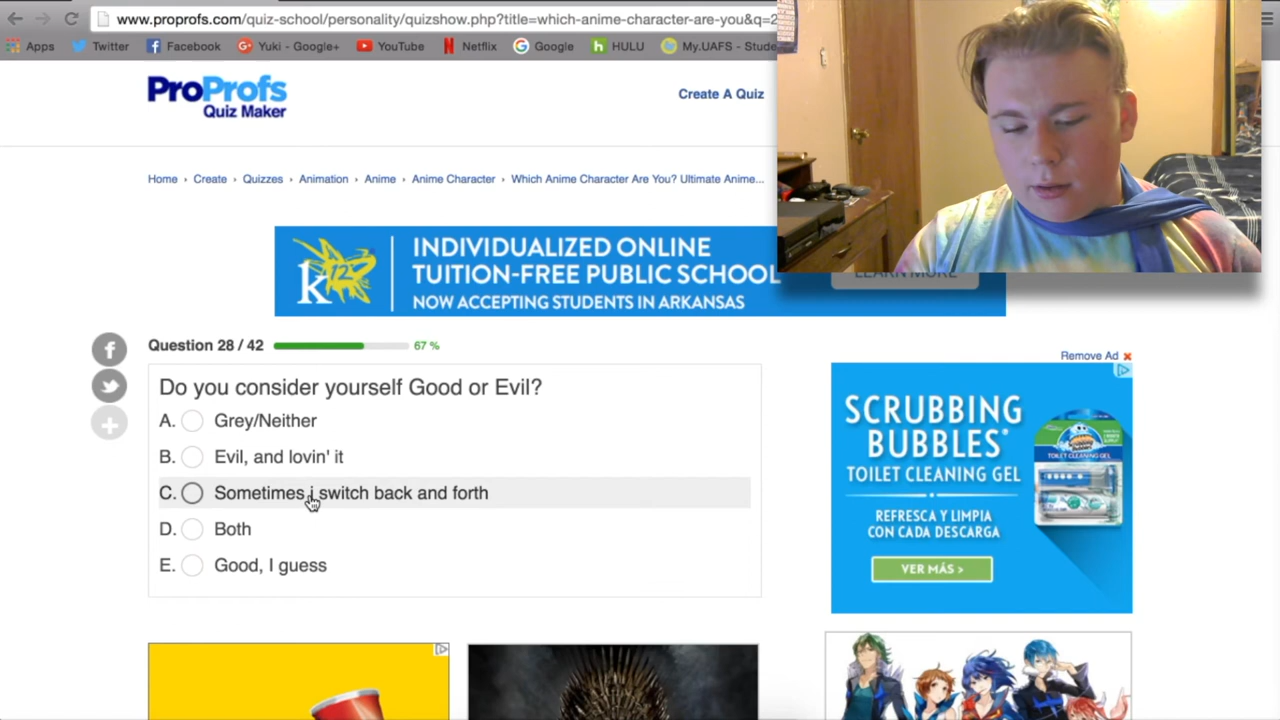 www.proprofs.com/quiz-school/personality/quizshow.php?title=which-anime-character-are-you&q=2
Apps Twitter Facebook Yuki - Google+ YouTube Netflix Google HULU My.UAFS - Stude
ProProfs
Quiz Maker
Create A Quiz
Home › Create › Quizzes › Animation › Anime › Anime Character › Which Anime Character Are You? Ultimate Anime...
K12
INDIVIDUALIZED ONLINE
TUITION-FREE PUBLIC SCHOOL
NOW ACCEPTING STUDENTS IN ARKANSAS
LEARN MORE
Question 28 / 42 67 %
Remove Ad x
Do you consider yourself Good or Evil?
A. Grey/Neither
B. Evil, and lovin' it
C. Sometimes i switch back and forth
D. Both
E. Good, I guess
SCRUBBING
BUBBLES®
TOILET CLEANING GEL
REFRESCA Y LIMPIA
CON CADA DESCARGA
VER MÁS >